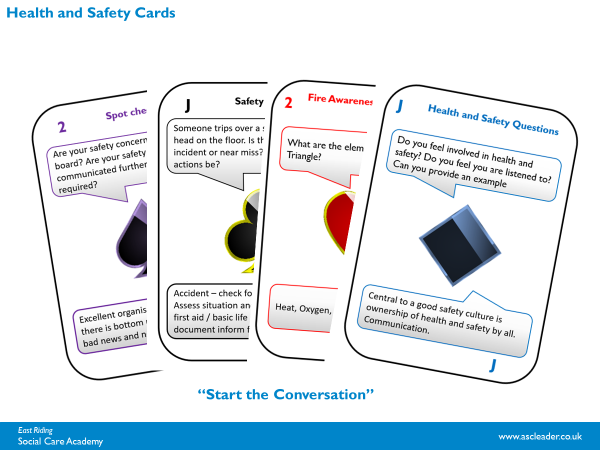 Health and Safety Cards
2
Spot che
Are your safety concern
board? Are your safety
communicated further
required?
Excellent organis
there is bottom
bad news and n
J
Safety
Someone trips over a s
head on the floor. Is th
incident or near miss?
actions be?
Accident – check fo
Assess situation and
first aid / basic life
document inform f
2
Fire Awarenes
What are the elem
Triangle?
Heat, Oxygen,
J
Health and Safety Questions
Do you feel involved in health and
safety? Do you feel you are listened to?
Can you provide an example
Central to a good safety culture is
ownership of health and safety by all.
Communication.
J
“Start the Conversation”
East Riding
Social Care Academy
www.ascleader.co.uk